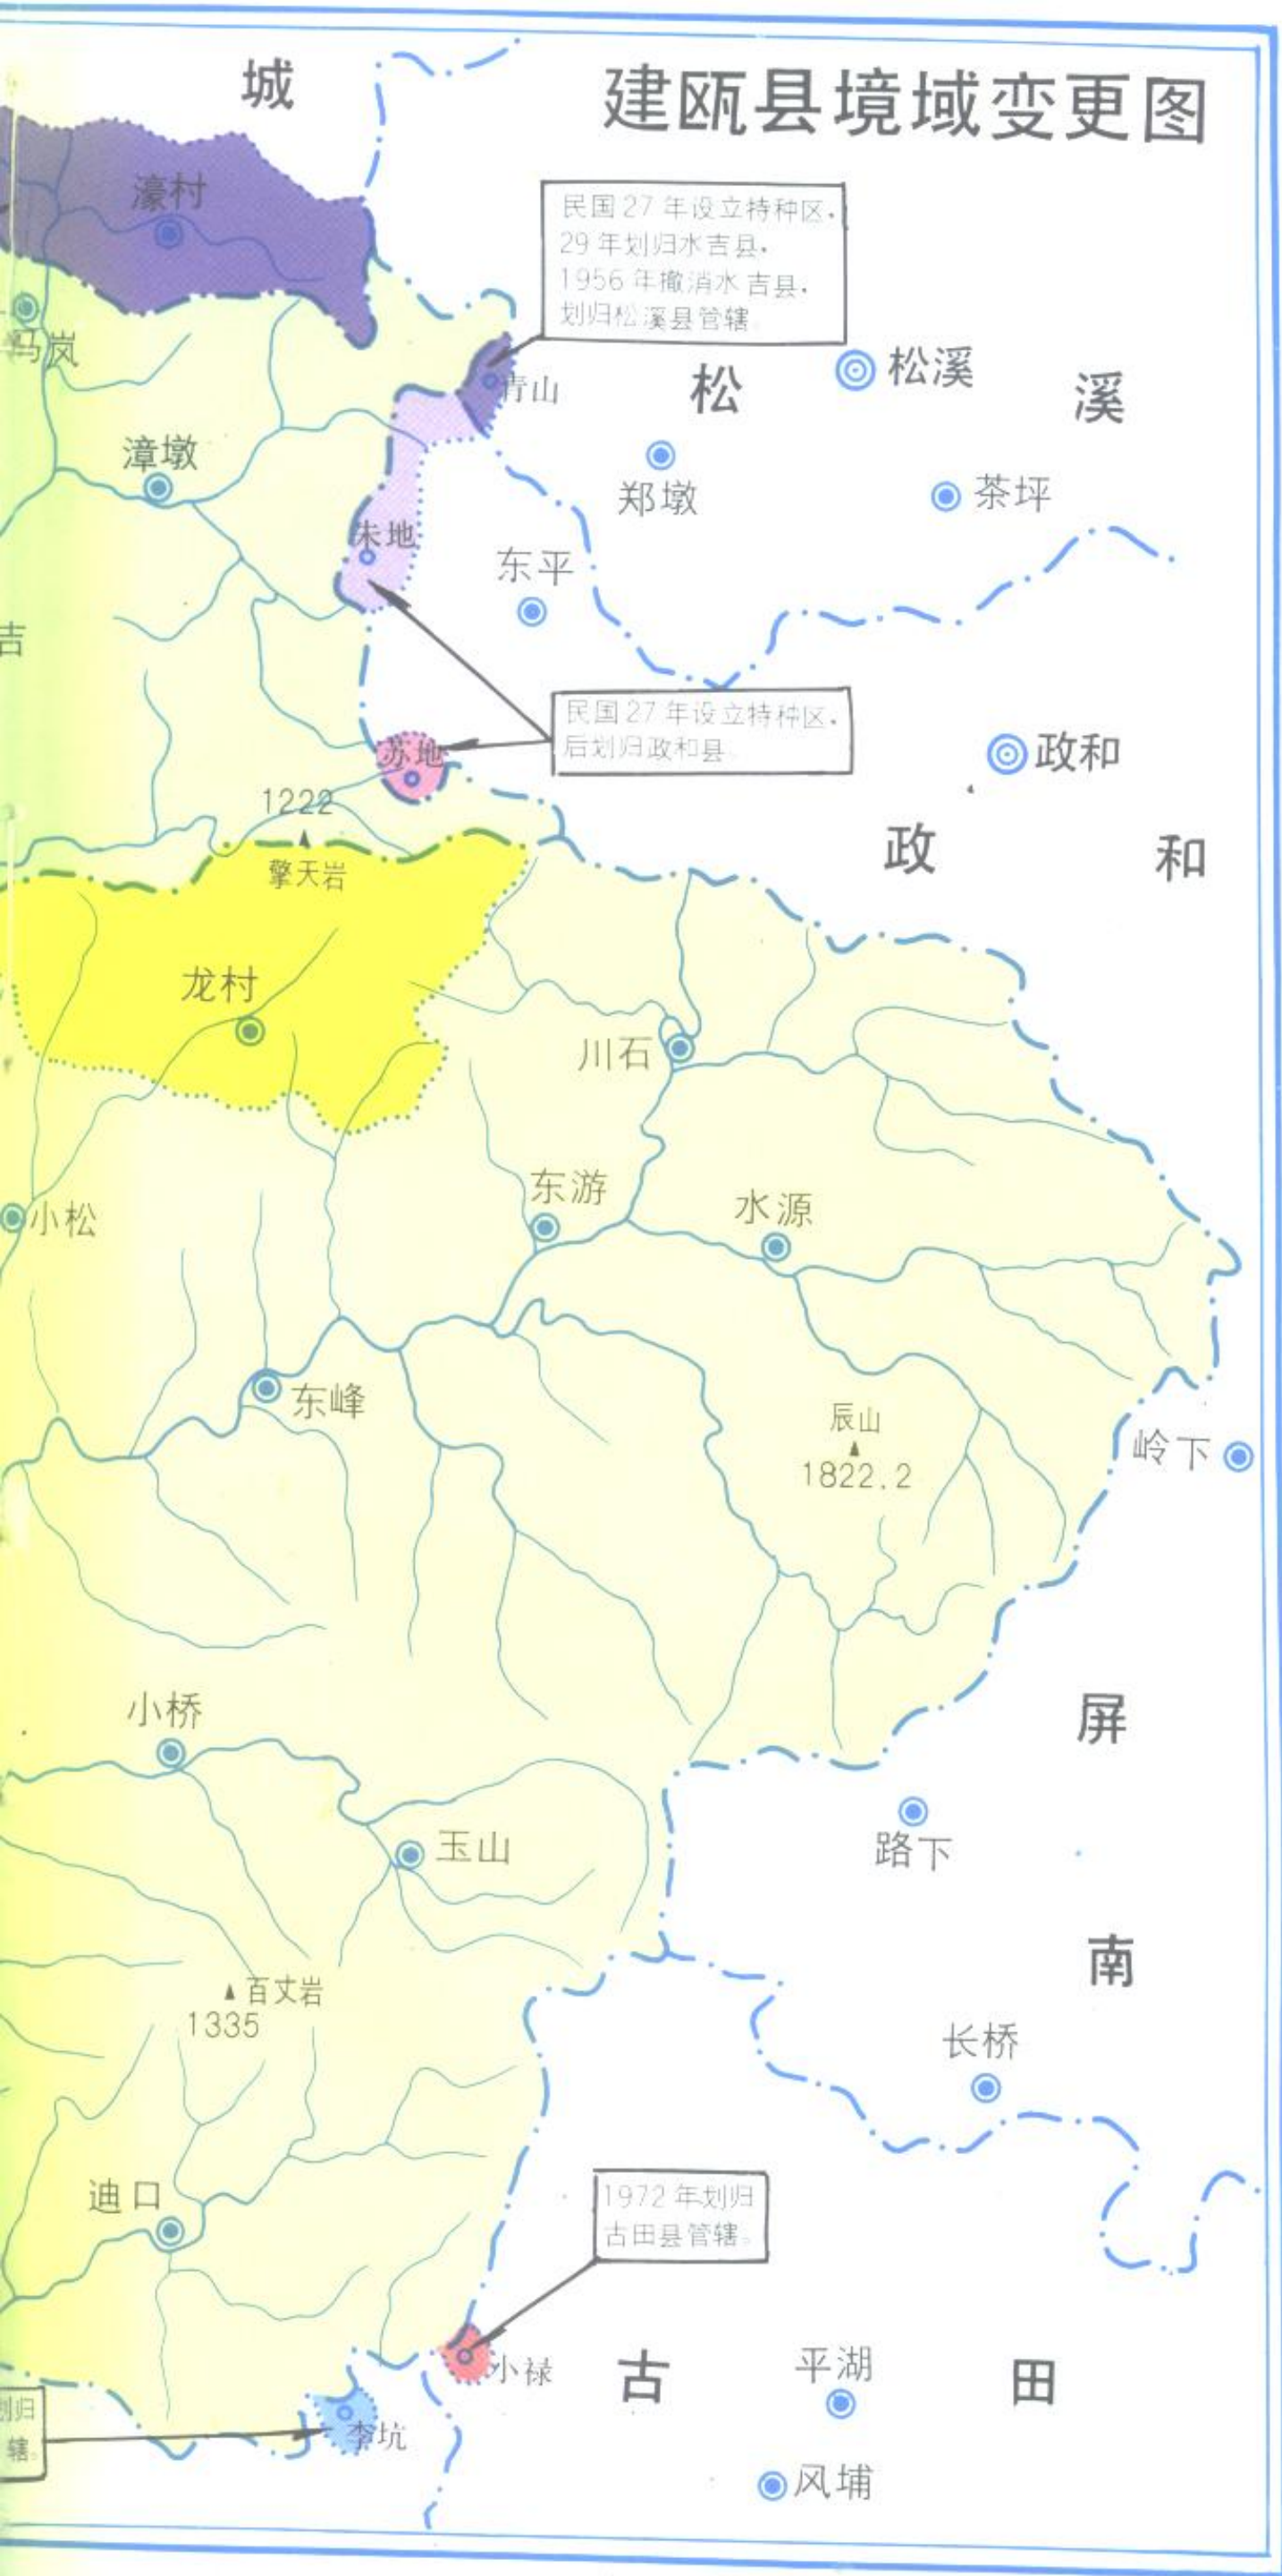 建瓯县境域变更图
城
濠村
民国27年设立特种区.
29年划归水吉县.
1956年撤消水吉县.
划归松溪县管辖
马岚
青山
松
松溪
溪
漳墩
郑墩
茶坪
朱地
东平
吉
民国27年设立特种区.
后划归政和县.
政和
苏地
1222
擎天岩
政
和
龙村
川石
东游
水源
小松
东峰
辰山
1822.2
岭下
小桥
屏
玉山
路下
南
百丈岩
1335
长桥
迪口
1972年划归
古田县管辖。
小禄
古
平湖
田
划归
辖。
李坑
风埔